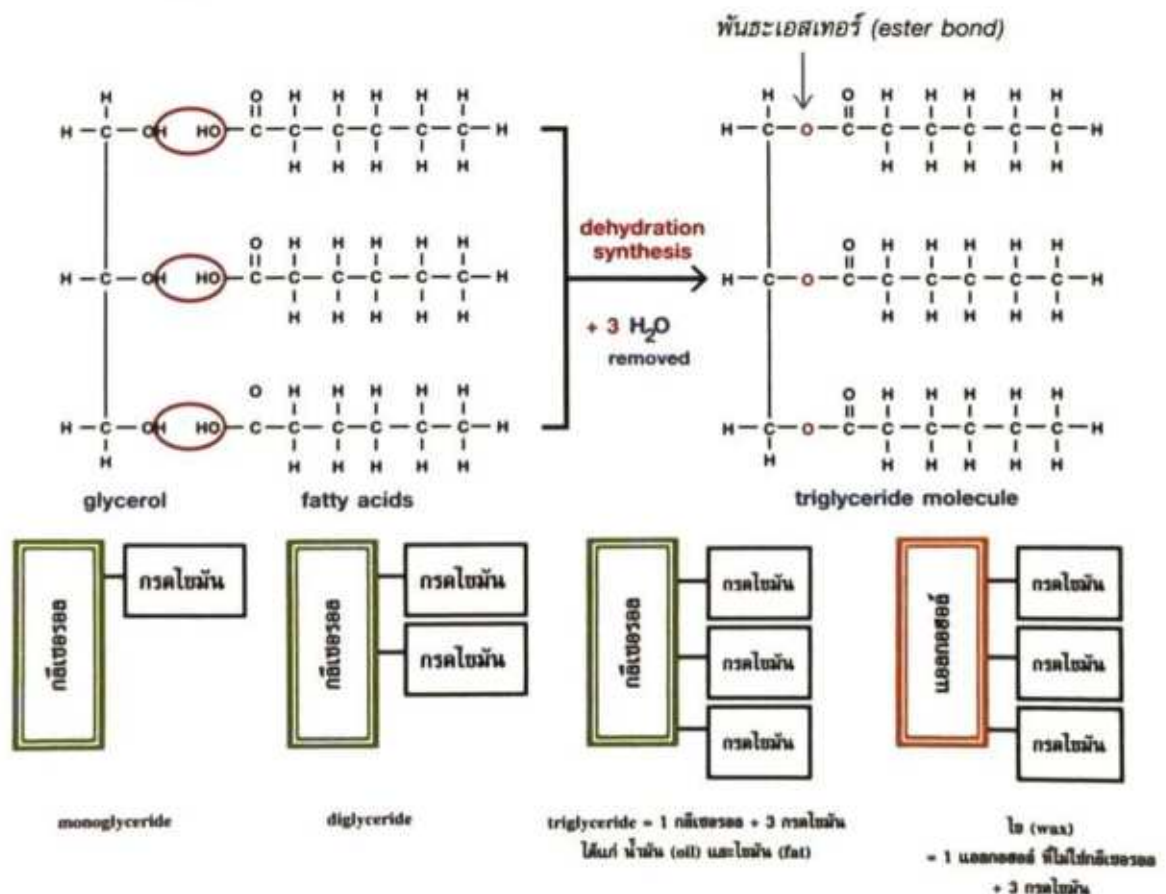 พันธะเอสเทอร์ (ester bond)
H O H H H H H
H – C – OH HO – C – C – C – C – C – C – H
H H H H H
H – C – OH HO – C – C – C – C – C – C – H
H O H H H H H
H – C – OH HO – C – C – C – C – C – C – H
H H H H H H
glycerol
fatty acids
dehydration
synthesis
+ 3 H₂O
removed
H O H H H H H
H – C – O – C – C – C – C – C – C – H
H H H H H
O H H H H H
H – C – O – C – C – C – C – C – C – H
H H H H H
O H H H H H
H – C – O – C – C – C – C – C – C – H
H H H H H H
triglyceride molecule
กลีเซอรอล
กรดไขมัน
monoglyceride
กลีเซอรอล
กรดไขมัน
กรดไขมัน
diglyceride
กลีเซอรอล
กรดไขมัน
กรดไขมัน
กรดไขมัน
triglyceride = 1 กลีเซอรอล + 3 กรดไขมัน
ได้แก่ น้ำมัน (oil) และไขมัน (fat)
แอลกอฮอล์
กรดไขมัน
กรดไขมัน
กรดไขมัน
ไข (wax)
= 1 แอลกอฮอล์ ที่ไม่ใช่กลีเซอรอล
+ 3 กรดไขมัน